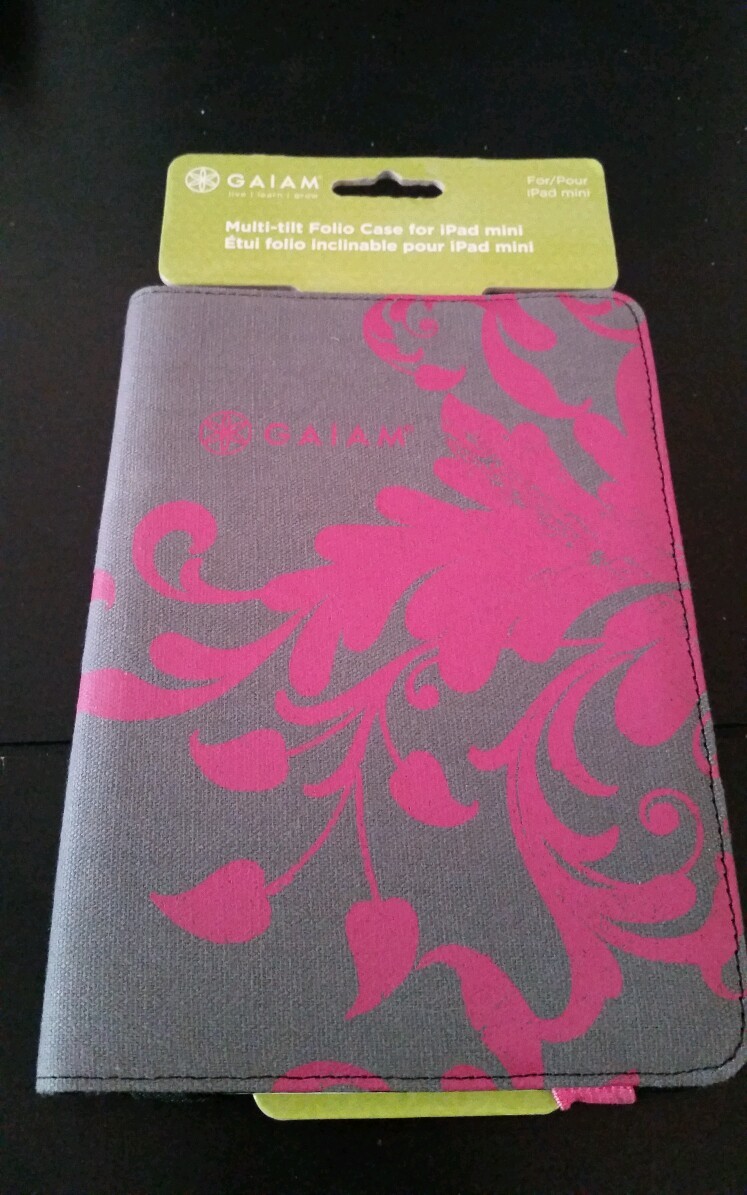 GAIAM
live | learn | grow
For/Pour
iPad mini
Multi-tilt Folio Case for iPad mini
Étui folio inclinable pour iPad mini
GAIAM